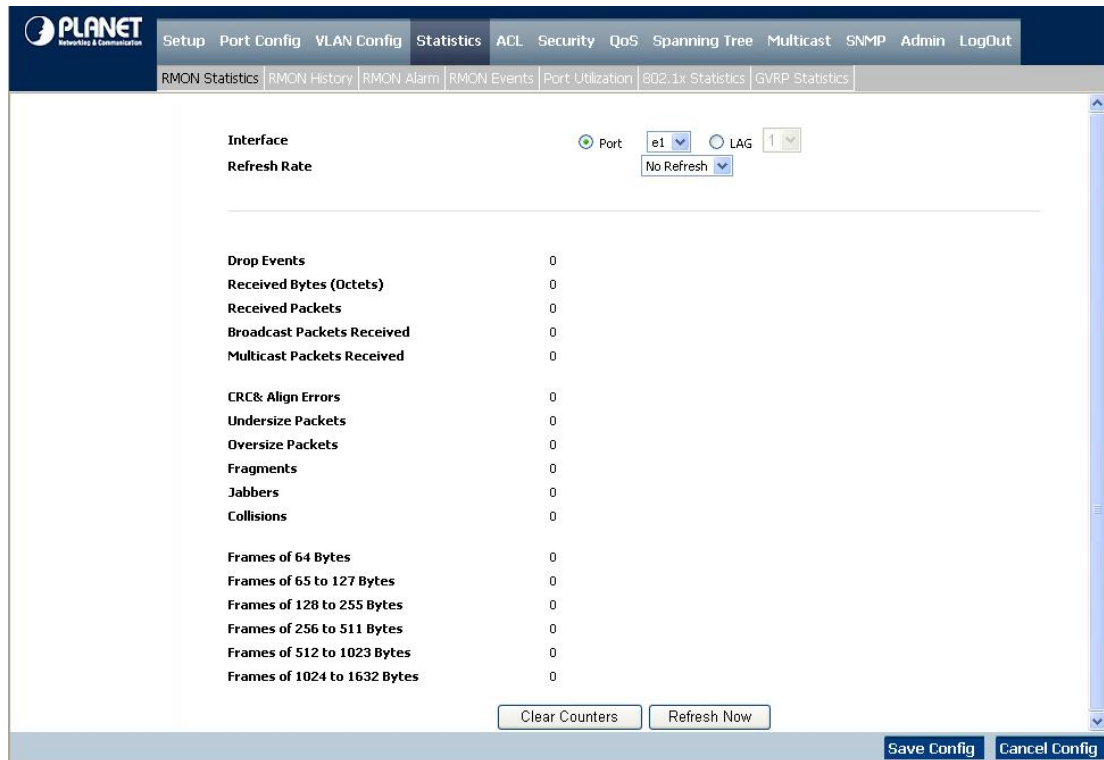 PLANET
Networking & Communication
Setup Port Config VLAN Config Statistics ACL Security QoS Spanning Tree Multicast SNMP Admin LogOut
RMON Statistics RMON History RMON Alarm RMON Events Port Utilization 802.1x Statistics GVRP Statistics
Interface Port e1 LAG 1
Refresh Rate No Refresh
Drop Events 0
Received Bytes (Octets) 0
Received Packets 0
Broadcast Packets Received 0
Multicast Packets Received 0
CRC& Align Errors 0
Undersize Packets 0
Oversize Packets 0
Fragments 0
Jabbers 0
Collisions 0
Frames of 64 Bytes 0
Frames of 65 to 127 Bytes 0
Frames of 128 to 255 Bytes 0
Frames of 256 to 511 Bytes 0
Frames of 512 to 1023 Bytes 0
Frames of 1024 to 1632 Bytes 0
Clear Counters Refresh Now
Save Config Cancel Config